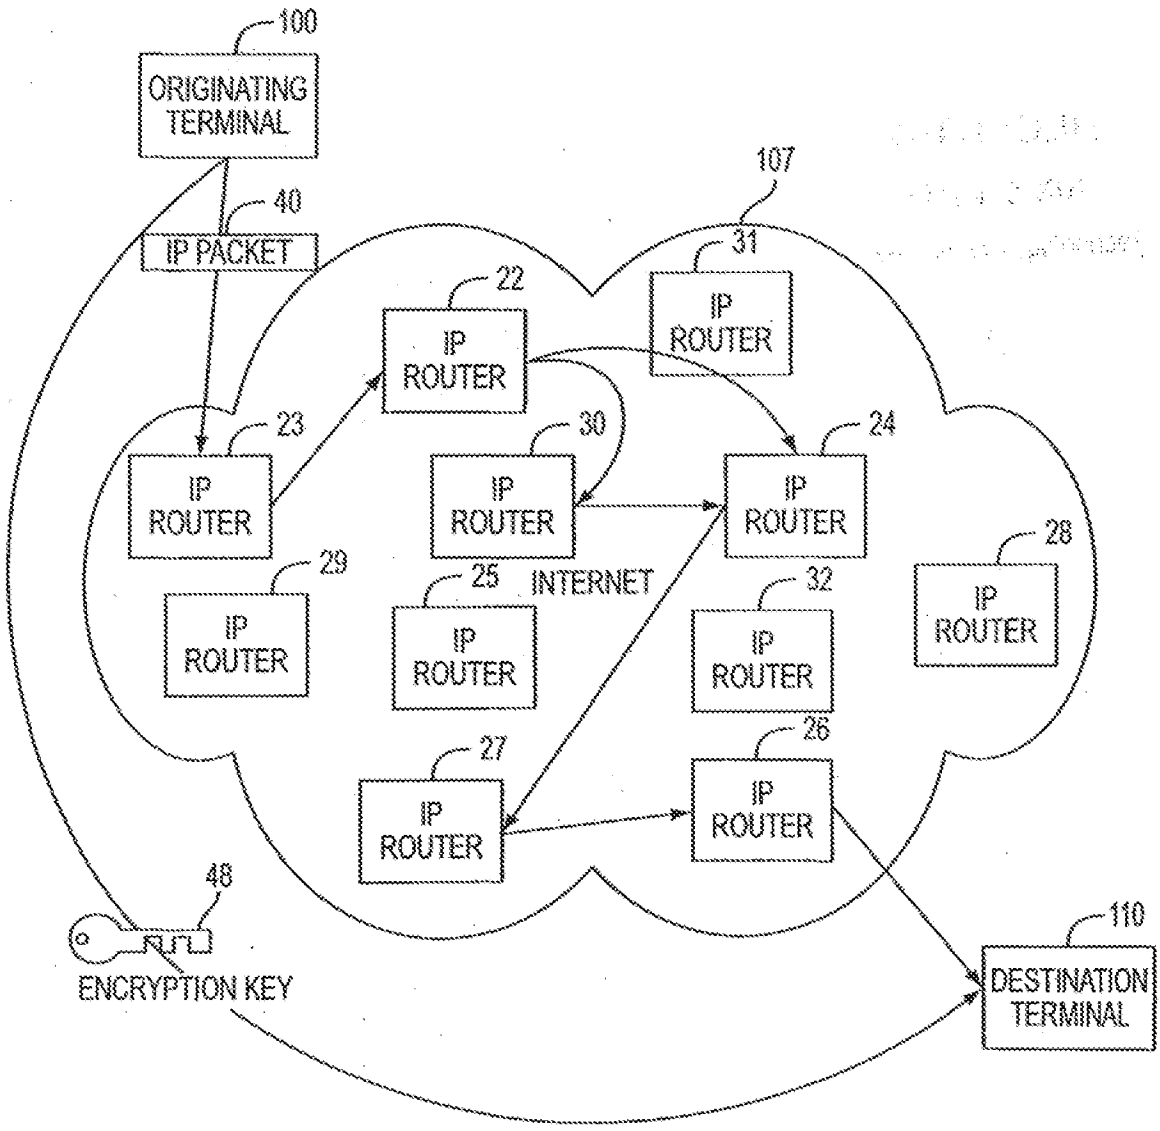 100
ORIGINATING
TERMINAL
40
IP PACKET
107
31
IP
ROUTER
22
IP
ROUTER
23
IP
ROUTER
30
IP
ROUTER
24
IP
ROUTER
29
IP
ROUTER
25
IP
ROUTER
INTERNET
32
IP
ROUTER
28
IP
ROUTER
27
IP
ROUTER
26
IP
ROUTER
48
ENCRYPTION KEY
110
DESTINATION
TERMINAL